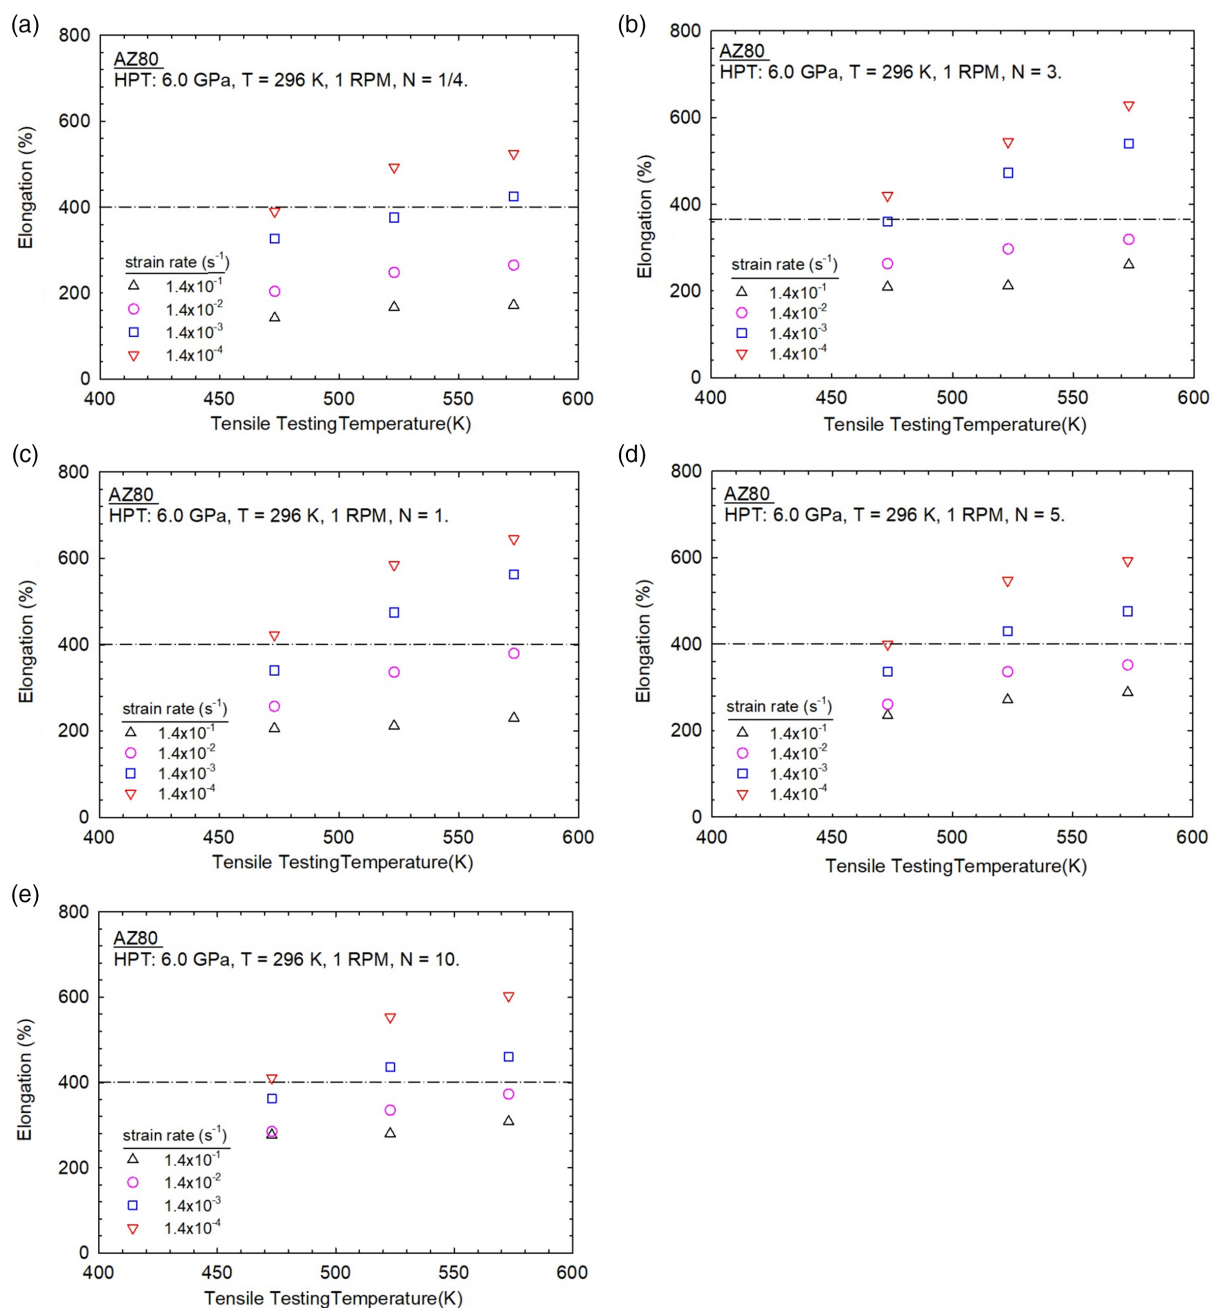 (a)
800
600
400
200
0
Elongation (%)
AZ80
HPT: 6.0 GPa, T = 296 K, 1 RPM, N = 1/4.
strain rate (s⁻¹)
1.4x10⁻¹
1.4x10⁻²
1.4x10⁻³
1.4x10⁻⁴
400 450 500 550 600
Tensile TestingTemperature(K)
(b)
800
600
400
200
0
Elongation (%)
AZ80
HPT: 6.0 GPa, T = 296 K, 1 RPM, N = 3.
strain rate (s⁻¹)
1.4x10⁻¹
1.4x10⁻²
1.4x10⁻³
1.4x10⁻⁴
400 450 500 550 600
Tensile TestingTemperature(K)
(c)
800
600
400
200
0
Elongation (%)
AZ80
HPT: 6.0 GPa, T = 296 K, 1 RPM, N = 1.
strain rate (s⁻¹)
1.4x10⁻¹
1.4x10⁻²
1.4x10⁻³
1.4x10⁻⁴
400 450 500 550 600
Tensile TestingTemperature(K)
(d)
800
600
400
200
0
Elongation (%)
AZ80
HPT: 6.0 GPa, T = 296 K, 1 RPM, N = 5.
strain rate (s⁻¹)
1.4x10⁻¹
1.4x10⁻²
1.4x10⁻³
1.4x10⁻⁴
400 450 500 550 600
Tensile TestingTemperature(K)
(e)
800
600
400
200
0
Elongation (%)
AZ80
HPT: 6.0 GPa, T = 296 K, 1 RPM, N = 10.
strain rate (s⁻¹)
1.4x10⁻¹
1.4x10⁻²
1.4x10⁻³
1.4x10⁻⁴
400 450 500 550 600
Tensile TestingTemperature(K)